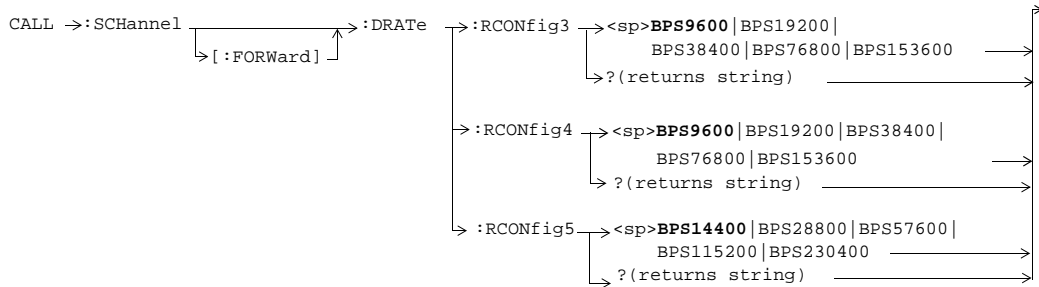 CALL :SCHannel :DRATe :RCONfig3 <sp>BPS9600|BPS19200|
[:FORWard] BPS38400|BPS76800|BPS153600
?(returns string)
:RCONfig4 <sp>BPS9600|BPS19200|BPS38400|
BPS76800|BPS153600
?(returns string)
:RCONfig5 <sp>BPS14400|BPS28800|BPS57600|
BPS115200|BPS230400
?(returns string)